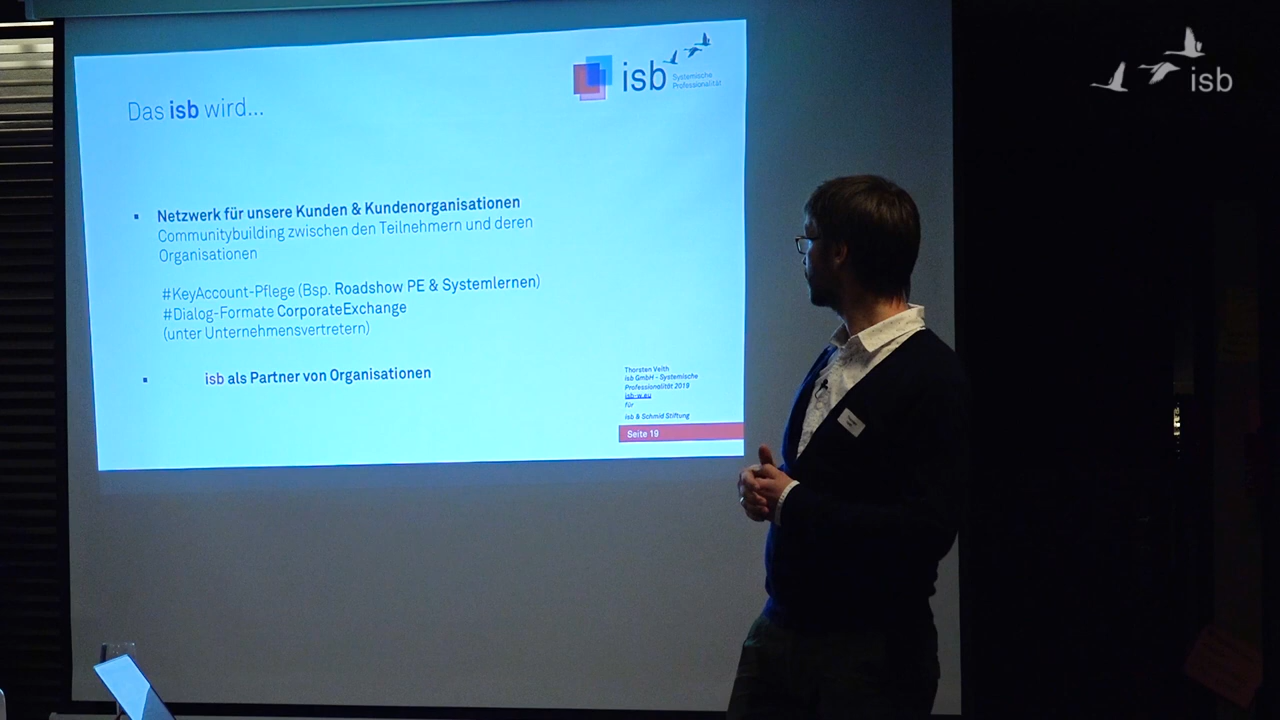 isb
Systemische
Professionalität
isb
Das isb wird...
▪ Netzwerk für unsere Kunden & Kundenorganisationen
Communitybuilding zwischen den Teilnehmern und deren
Organisationen
#KeyAccount-Pflege (Bsp. Roadshow PE & Systemlernen)
#Dialog-Formate CorporateExchange
(unter Unternehmensvertretern)
▪ isb als Partner von Organisationen
Thorsten Veith
isb GmbH - Systemische
Professionalität 2019
isb-w.eu
für
isb & Schmid Stiftung
Seite 19